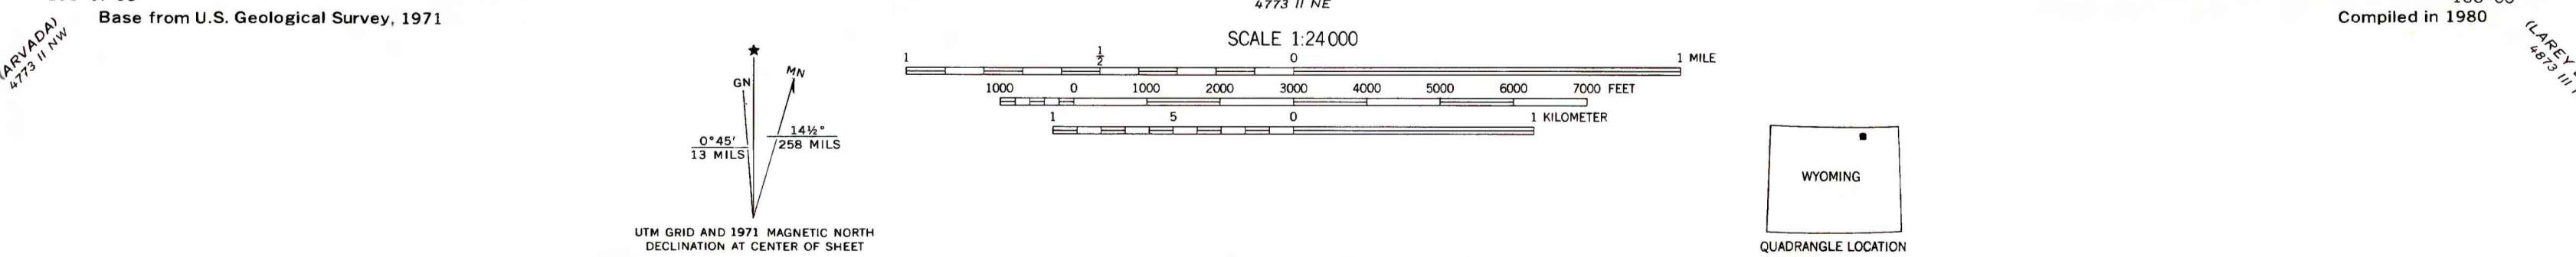 Base from U.S. Geological Survey, 1971
4773 II NE
Compiled in 1980
(ARVADA)
4773 II NW
(LAREY
4873 III
SCALE 1:24 000
1 ½ 0 1 MILE
1000 0 1000 2000 3000 4000 5000 6000 7000 FEET
1 5 0 1 KILOMETER
★
GN
MN
0°45'
13 MILS
14½°
258 MILS
UTM GRID AND 1971 MAGNETIC NORTH
DECLINATION AT CENTER OF SHEET
WYOMING
QUADRANGLE LOCATION